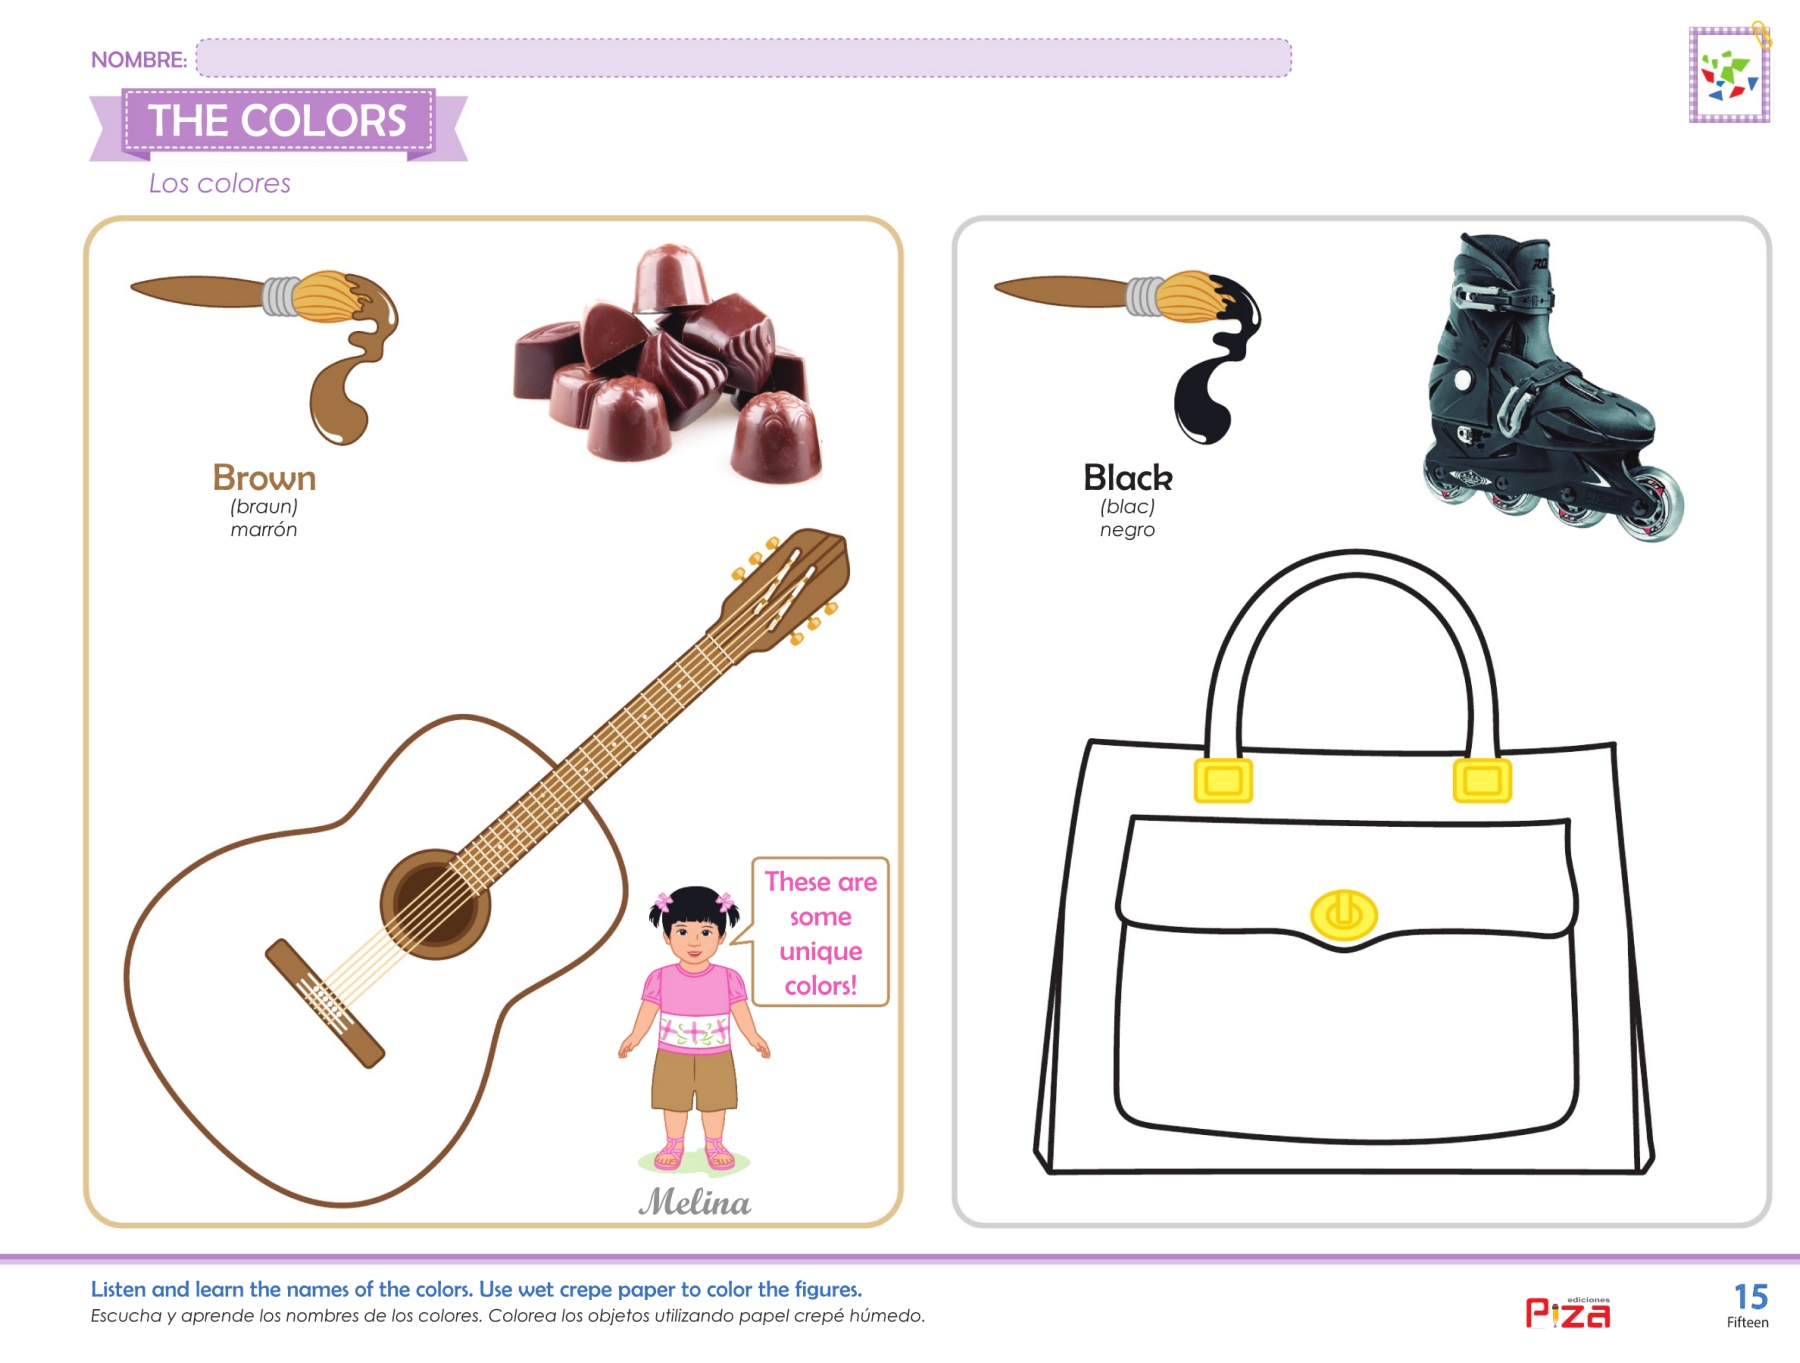 NOMBRE:
THE COLORS
Los colores
Brown
(braun)
marrón
These are
some
unique
colors!
Melina
Black
(blac)
negro
Listen and learn the names of the colors. Use wet crepe paper to color the figures.
Escucha y aprende los nombres de los colores. Colorea los objetos utilizando papel crepé húmedo.
ediciones
Piza
15
Fifteen